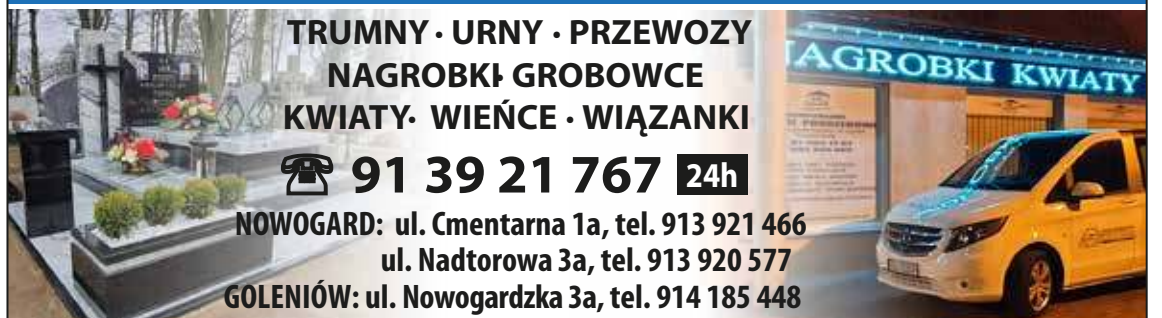 TRUMNY · URNY · PRZEWOZY
NAGROBKI· GROBOWCE
KWIATY· WIEŃCE · WIĄZANKI
☎ 91 39 21 767 24h
NOWOGARD: ul. Cmentarna 1a, tel. 913 921 466
ul. Nadtorowa 3a, tel. 913 920 577
GOLENIÓW: ul. Nowogardzka 3a, tel. 914 185 448
NAGROBKI KWIATY